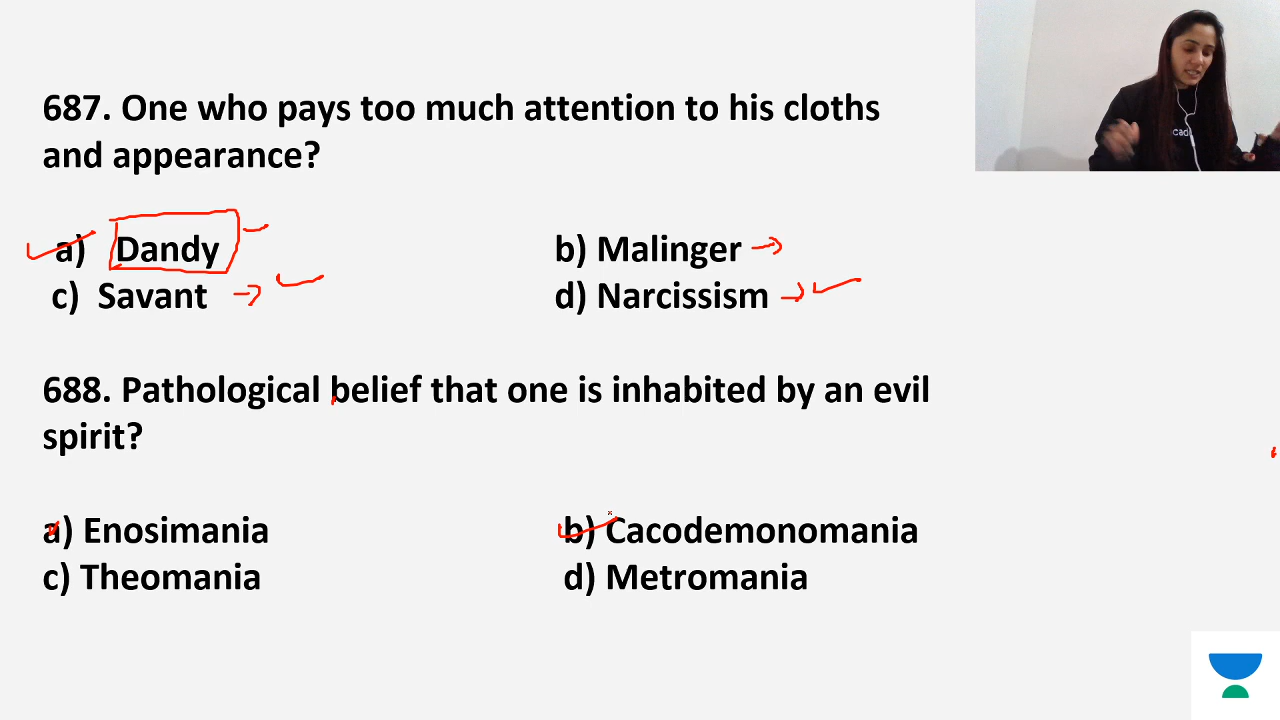 687. One who pays too much attention to his cloths
and appearance?
a) Dandy b) Malinger
c) Savant d) Narcissism
688. Pathological belief that one is inhabited by an evil
spirit?
a) Enosimania b) Cacodemonomania
c) Theomania d) Metromania